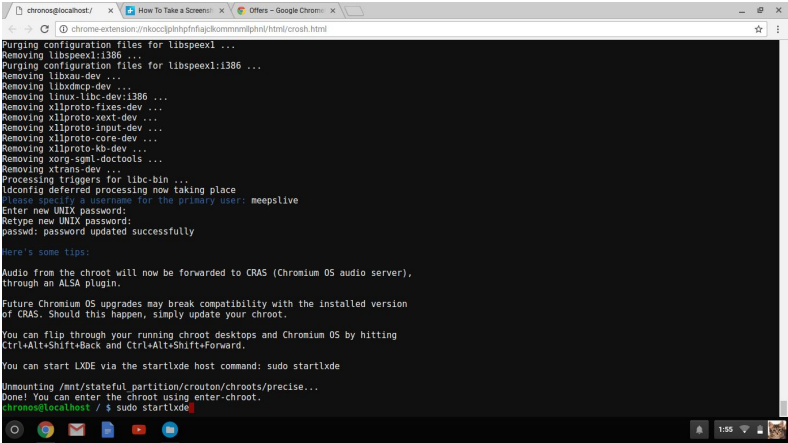 chronos@localhost:/
How To Take a Screensh
Offers – Google Chrome
chrome-extension://nkoccljplnhpfnfiajclkommnmilphnl/html/crosh.html
Purging configuration files for libspeex1 ...
Removing libspeex1:i386 ...
Purging configuration files for libspeex1:i386 ...
Removing libxau-dev ...
Removing libxdmcp-dev ...
Removing linux-libc-dev:i386 ...
Removing x11proto-fixes-dev ...
Removing x11proto-xext-dev ...
Removing x11proto-input-dev ...
Removing x11proto-core-dev ...
Removing x11proto-kb-dev ...
Removing xorg-sgml-doctools ...
Removing xtrans-dev ...
Processing triggers for libc-bin ...
ldconfig deferred processing now taking place
Please specify a username for the primary user: meepslive
Enter new UNIX password:
Retype new UNIX password:
passwd: password updated successfully
Here's some tips:
Audio from the chroot will now be forwarded to CRAS (Chromium OS audio server),
through an ALSA plugin.
Future Chromium OS upgrades may break compatibility with the installed version
of CRAS. Should this happen, simply update your chroot.
You can flip through your running chroot desktops and Chromium OS by hitting
Ctrl+Alt+Shift+Back and Ctrl+Alt+Shift+Forward.
You can start LXDE via the startlxde host command: sudo startlxde
Unmounting /mnt/stateful_partition/crouton/chroots/precise...
Done! You can enter the chroot using enter-chroot.
chronos@localhost / $ sudo startlxde
1:55